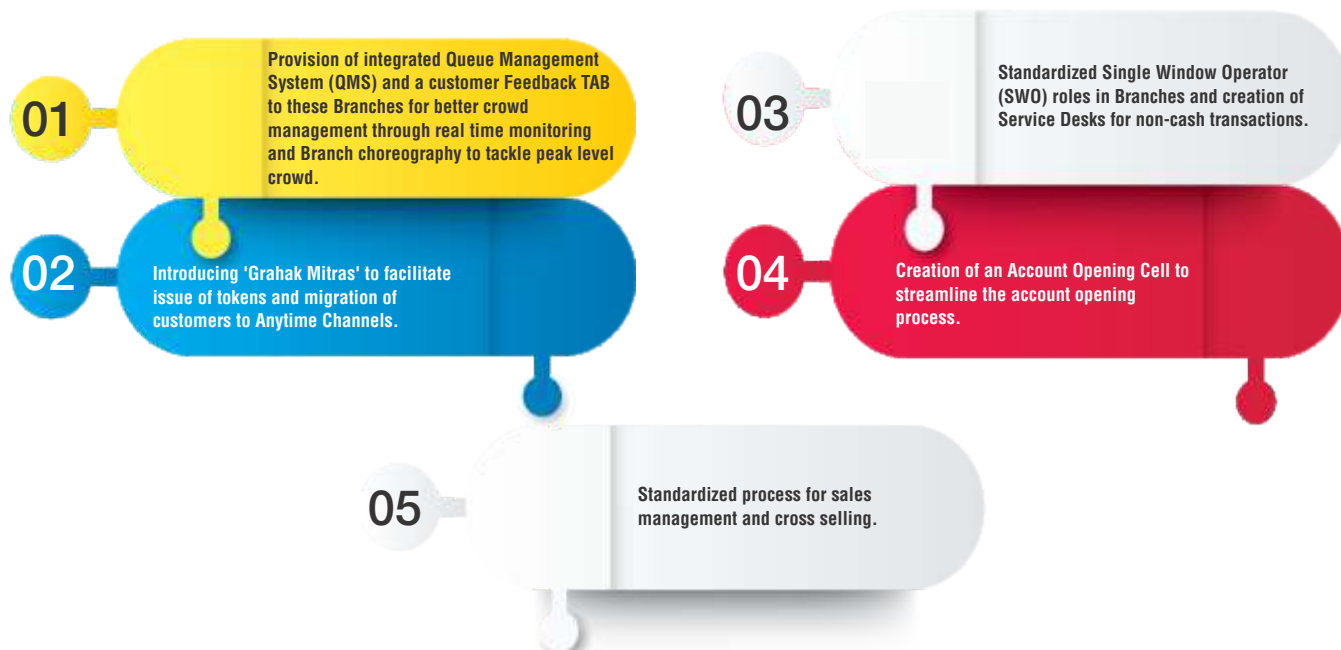 01
Provision of integrated Queue Management
System (QMS) and a customer Feedback TAB
to these Branches for better crowd
management through real time monitoring
and Branch choreography to tackle peak level
crowd.
02
Introducing 'Grahak Mitras' to facilitate
issue of tokens and migration of
customers to Anytime Channels.
03
Standardized Single Window Operator
(SWO) roles in Branches and creation of
Service Desks for non-cash transactions.
04
Creation of an Account Opening Cell to
streamline the account opening
process.
05
Standardized process for sales
management and cross selling.